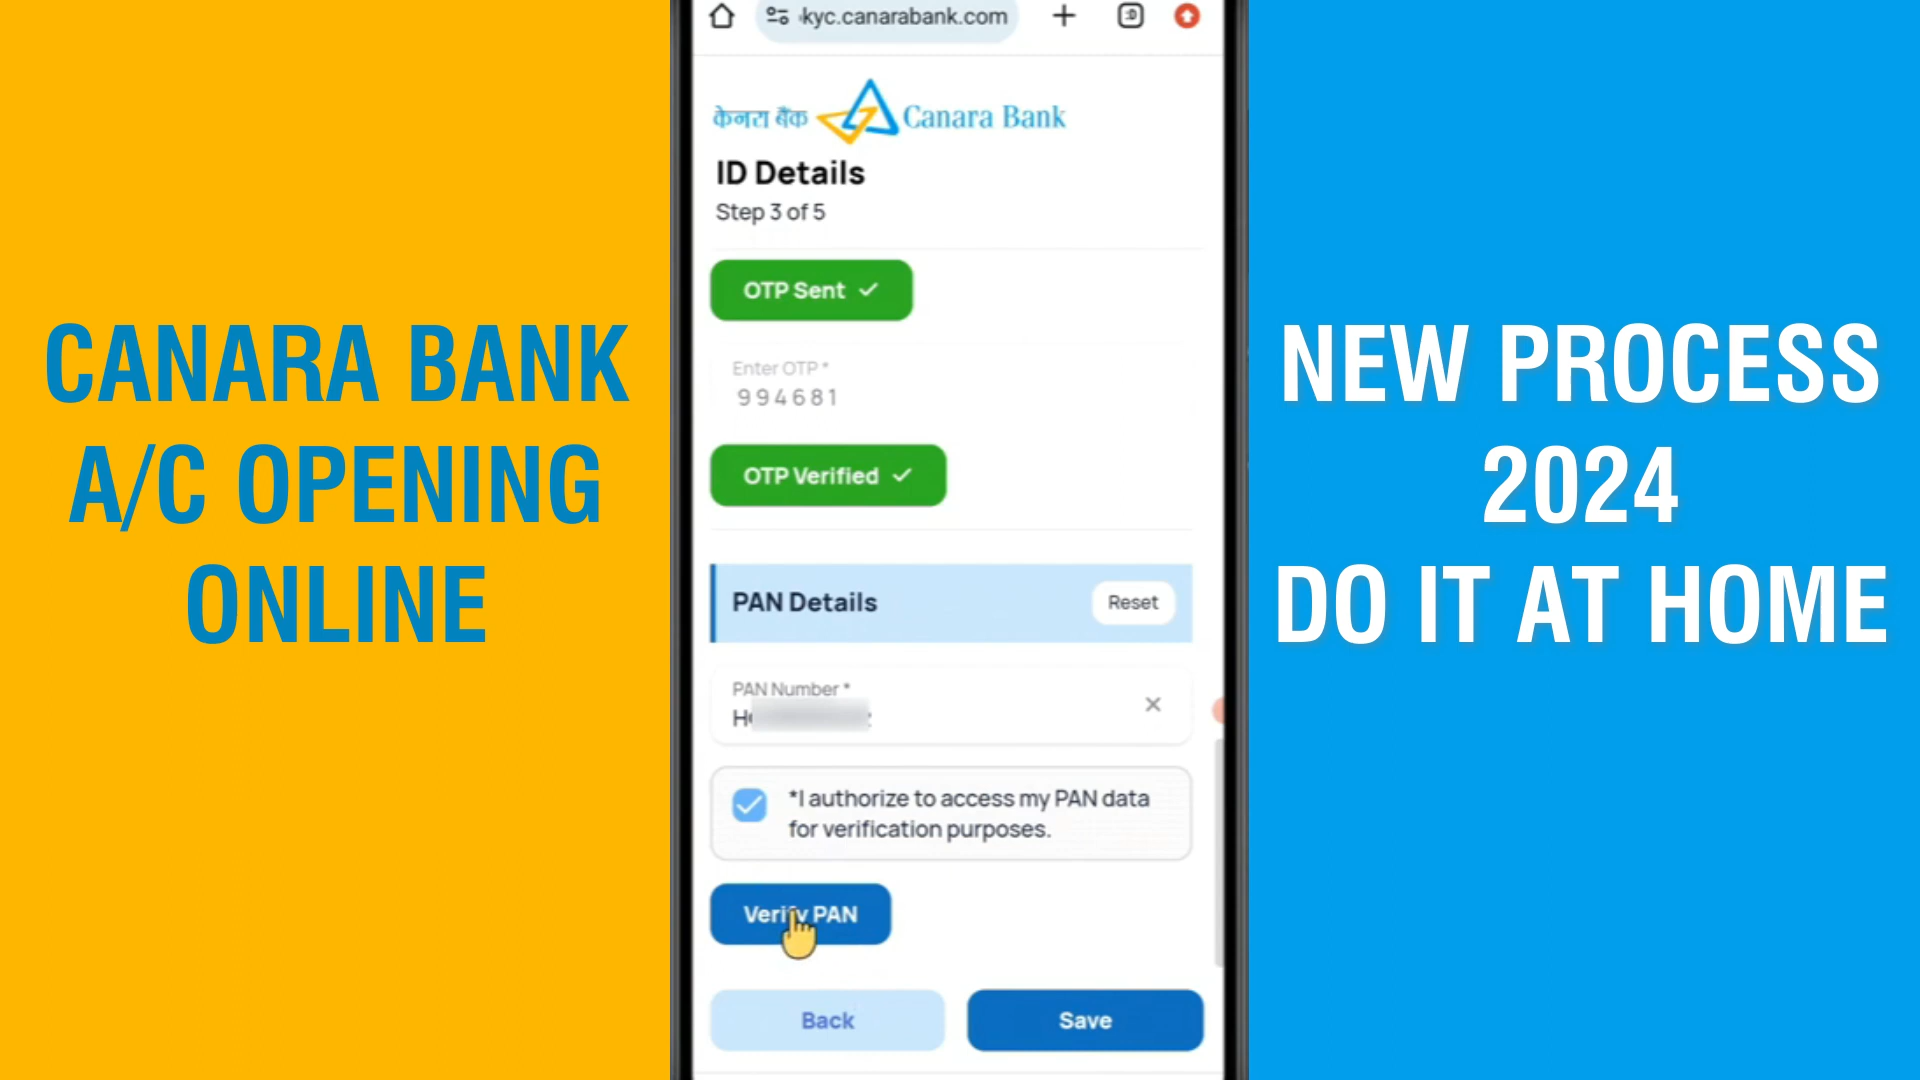 CANARA BANK
A/C OPENING
ONLINE
kyc.canarabank.com
केनरा बैंक Canara Bank
ID Details
Step 3 of 5
OTP Sent
Enter OTP *
994681
OTP Verified
PAN Details
Reset
PAN Number *
*I authorize to access my PAN data
for verification purposes.
Verify PAN
Back
Save
NEW PROCESS
2024
DO IT AT HOME